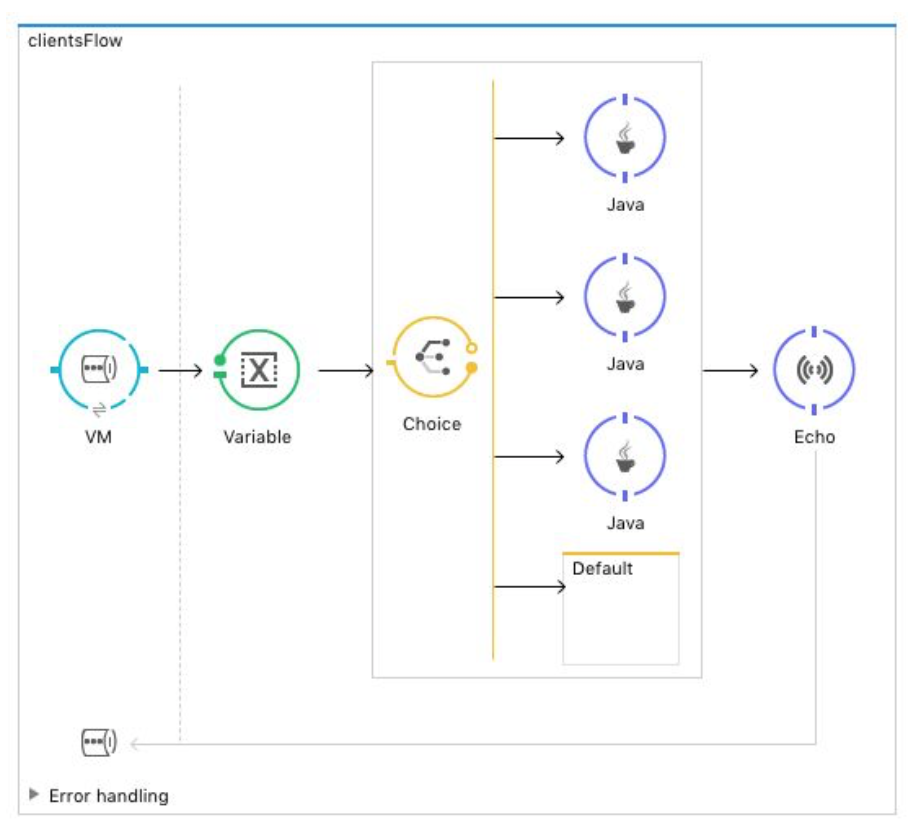 clientsFlow
Java
Java
VM
Variable
Choice
Echo
Java
Default
Error handling